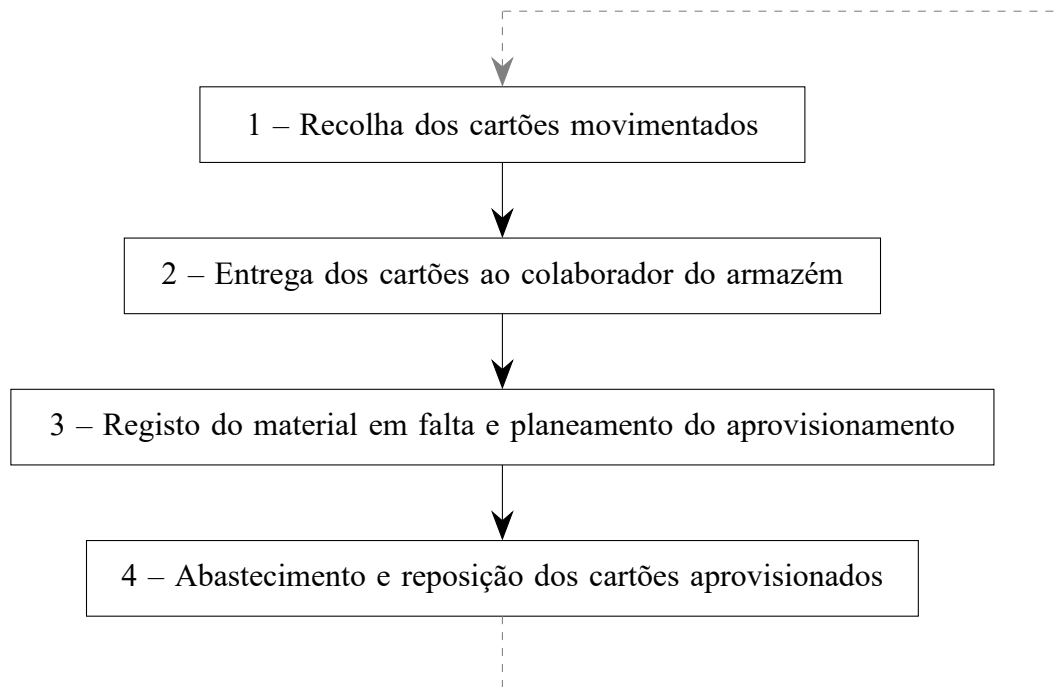 1 – Recolha dos cartões movimentados
2 – Entrega dos cartões ao colaborador do armazém
3 – Registo do material em falta e planeamento do aprovisionamento
4 – Abastecimento e reposição dos cartões aprovisionados